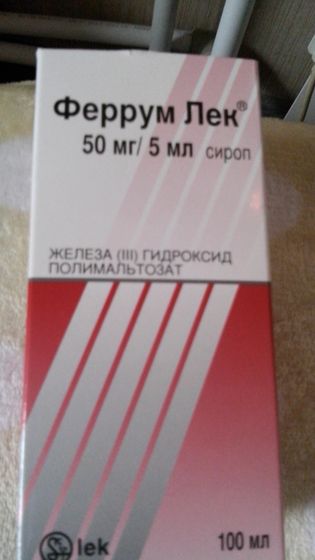 Феррум Лек®
50 мг/ 5 мл сироп
ЖЕЛЕЗА (III) ГИДРОКСИД
ПОЛИМАЛЬТОЗАТ
lek
100 мл